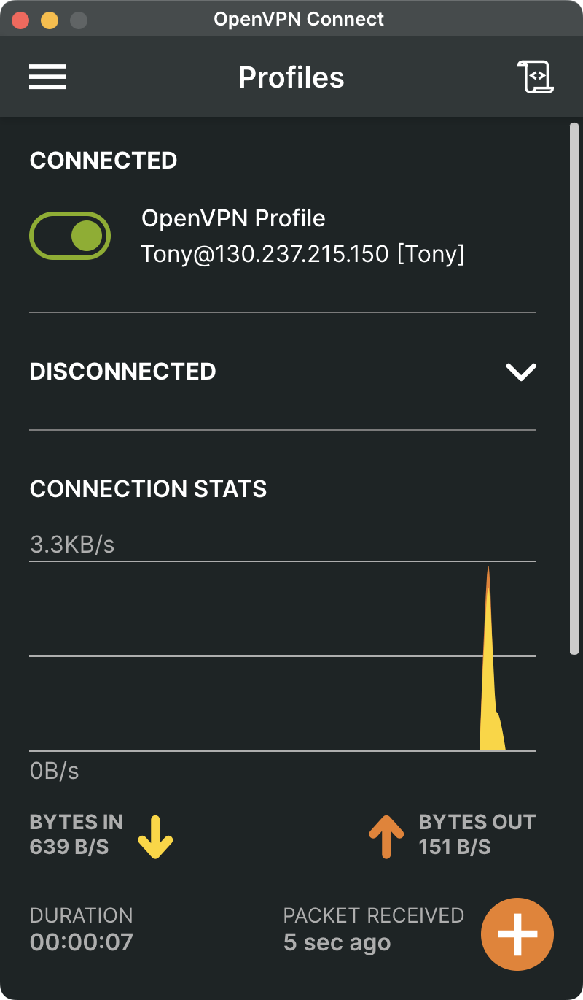 OpenVPN Connect
Profiles
CONNECTED
OpenVPN Profile
Tony@130.237.215.150 [Tony]
DISCONNECTED
CONNECTION STATS
3.3KB/s
0B/s
BYTES IN
639 B/S
BYTES OUT
151 B/S
DURATION
00:00:07
PACKET RECEIVED
5 sec ago